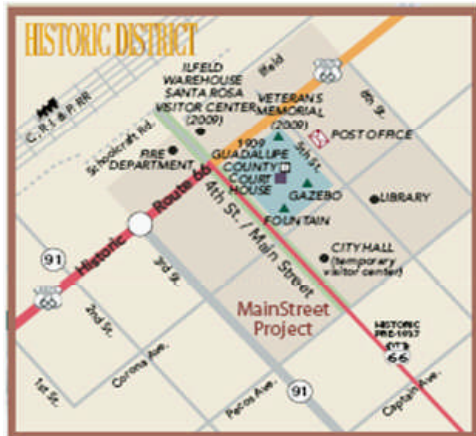 HISTORIC DISTRICT
ILFELD
WAREHOUSE
SANTA ROSA
VISITOR CENTER
(2009)
Ilfeld
66
6th St.
VETERANS
MEMORIAL
(2009)
POST OFFICE
C. R. I. & P. RR
Schoolcraft Rd.
FIRE
DEPARTMENT
1909
GUADALUPE
COUNTY
COURT
HOUSE
5th St.
GAZEBO
LIBRARY
FOUNTAIN
Historic Route 66
4th St. / Main Street
CITY HALL
(temporary
visitor center)
91
66
3rd St.
2nd St.
1st St.
MainStreet
Project
HISTORIC
PRE-1937
66
Corona Ave.
Pecos Ave.
91
Captain Ave.